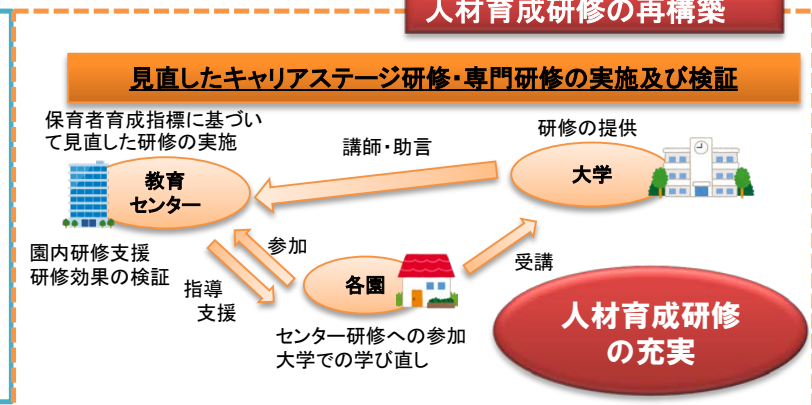 人材育成研修の再構築
見直したキャリアステージ研修・専門研修の実施及び検証
保育者育成指標に基づい
て見直した研修の実施
講師・助言
研修の提供
教育
センター
大学
園内研修支援
研修効果の検証
参加
指導
支援
各園
受講
センター研修への参加
大学での学び直し
人材育成研修
の充実